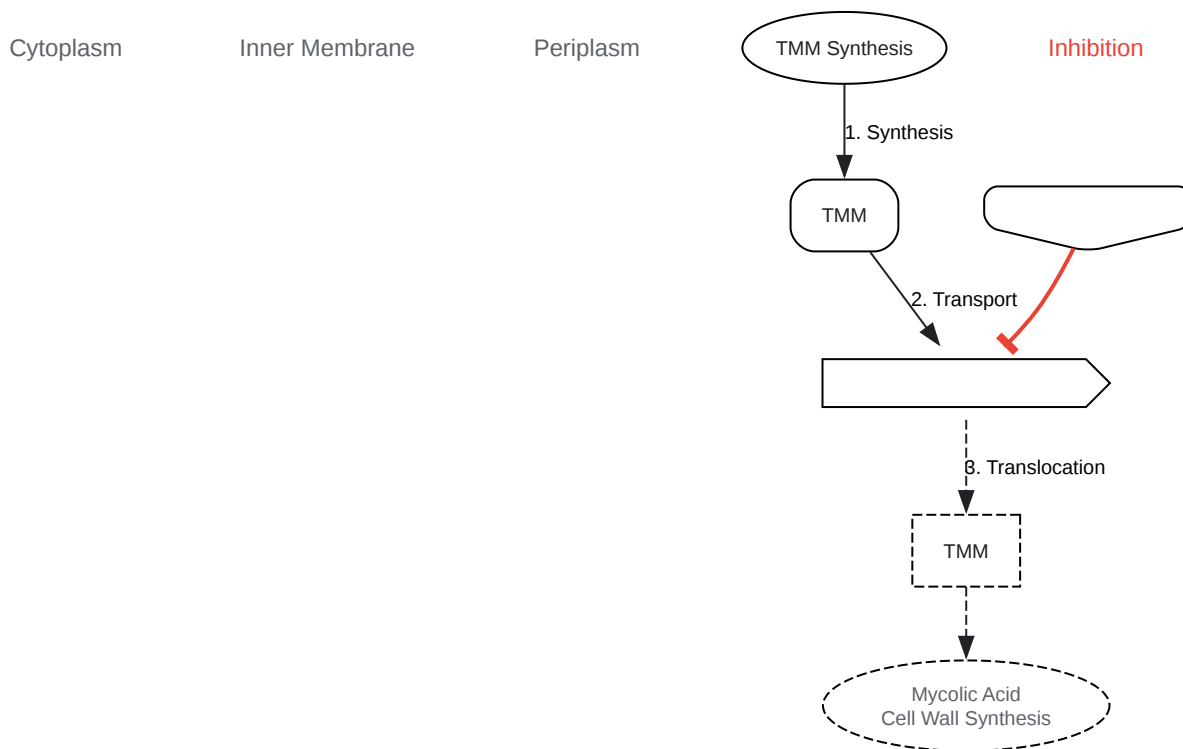 Cytoplasm
Inner Membrane
Periplasm
TMM Synthesis
Inhibition
1. Synthesis
TMM
2. Transport
3. Translocation
TMM
Mycolic Acid
Cell Wall Synthesis